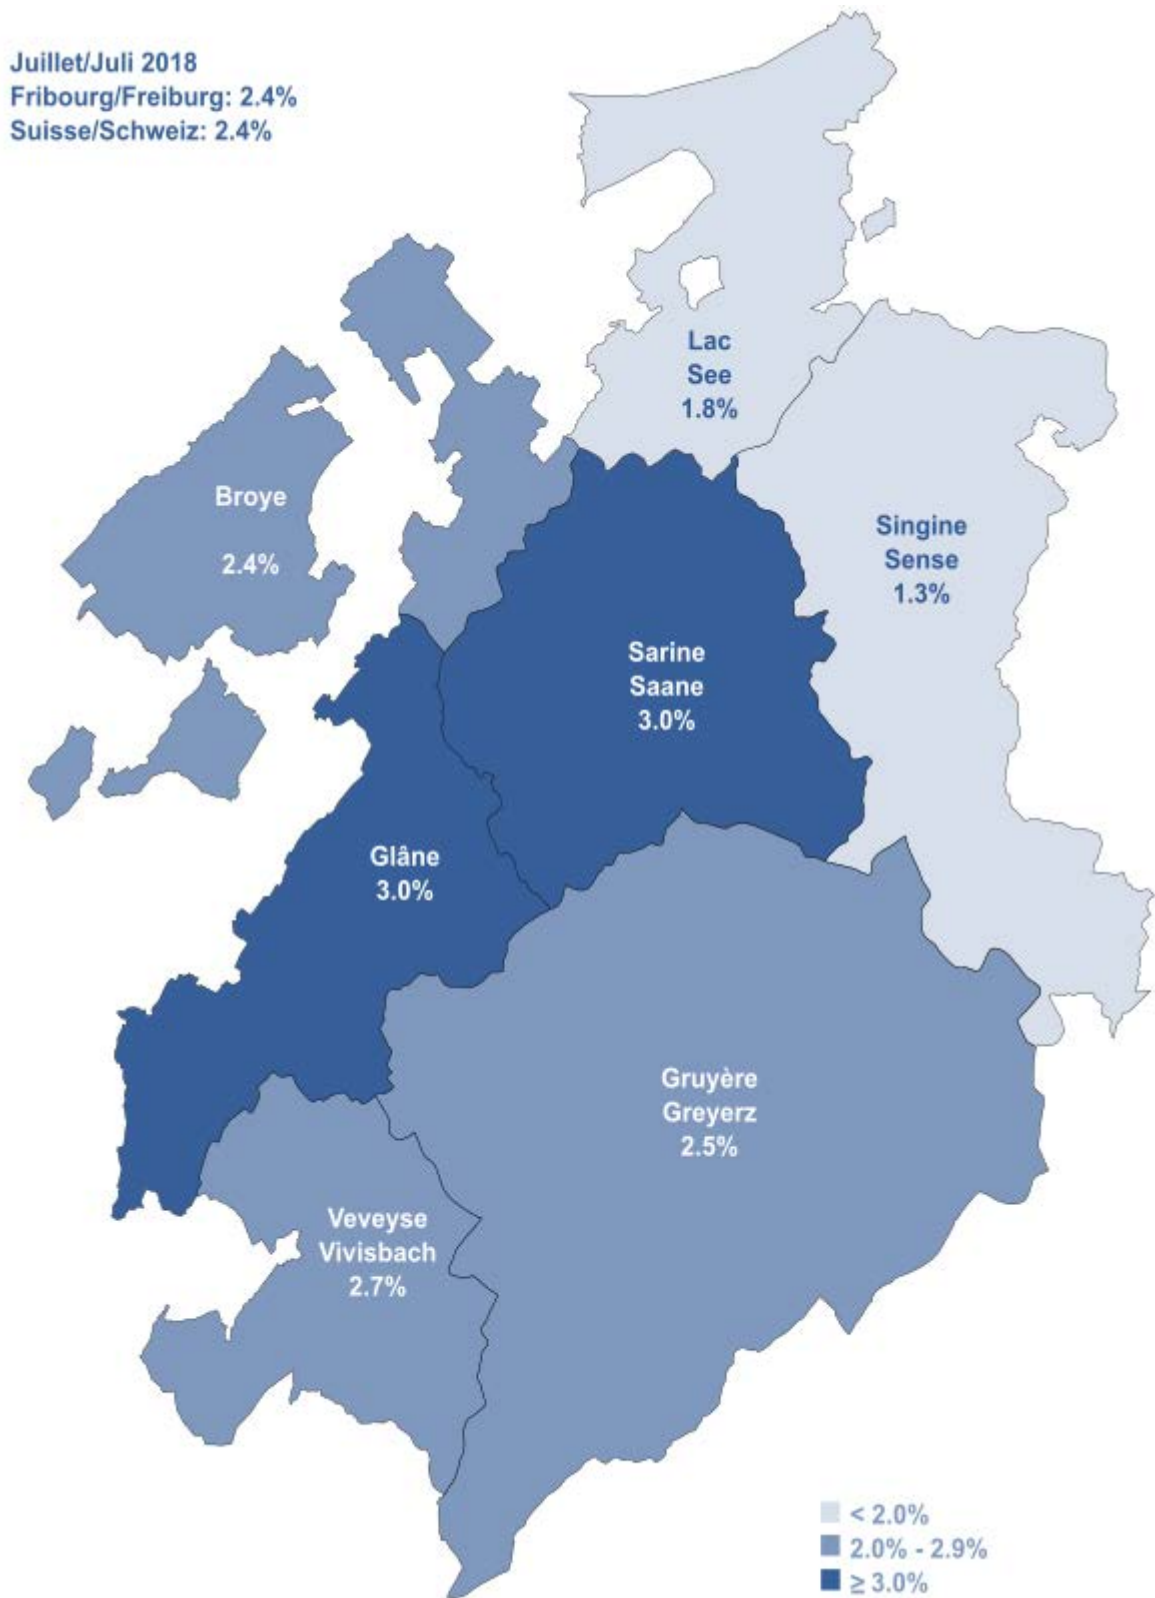 Juillet/Juli 2018
Fribourg/Freiburg: 2.4%
Suisse/Schweiz: 2.4%
Lac
See
1.8%
Broye
2.4%
Singine
Sense
1.3%
Sarine
Saane
3.0%
Glâne
3.0%
Gruyère
Greyerz
2.5%
Veveyse
Vivisbach
2.7%
< 2.0%
2.0% - 2.9%
≥ 3.0%